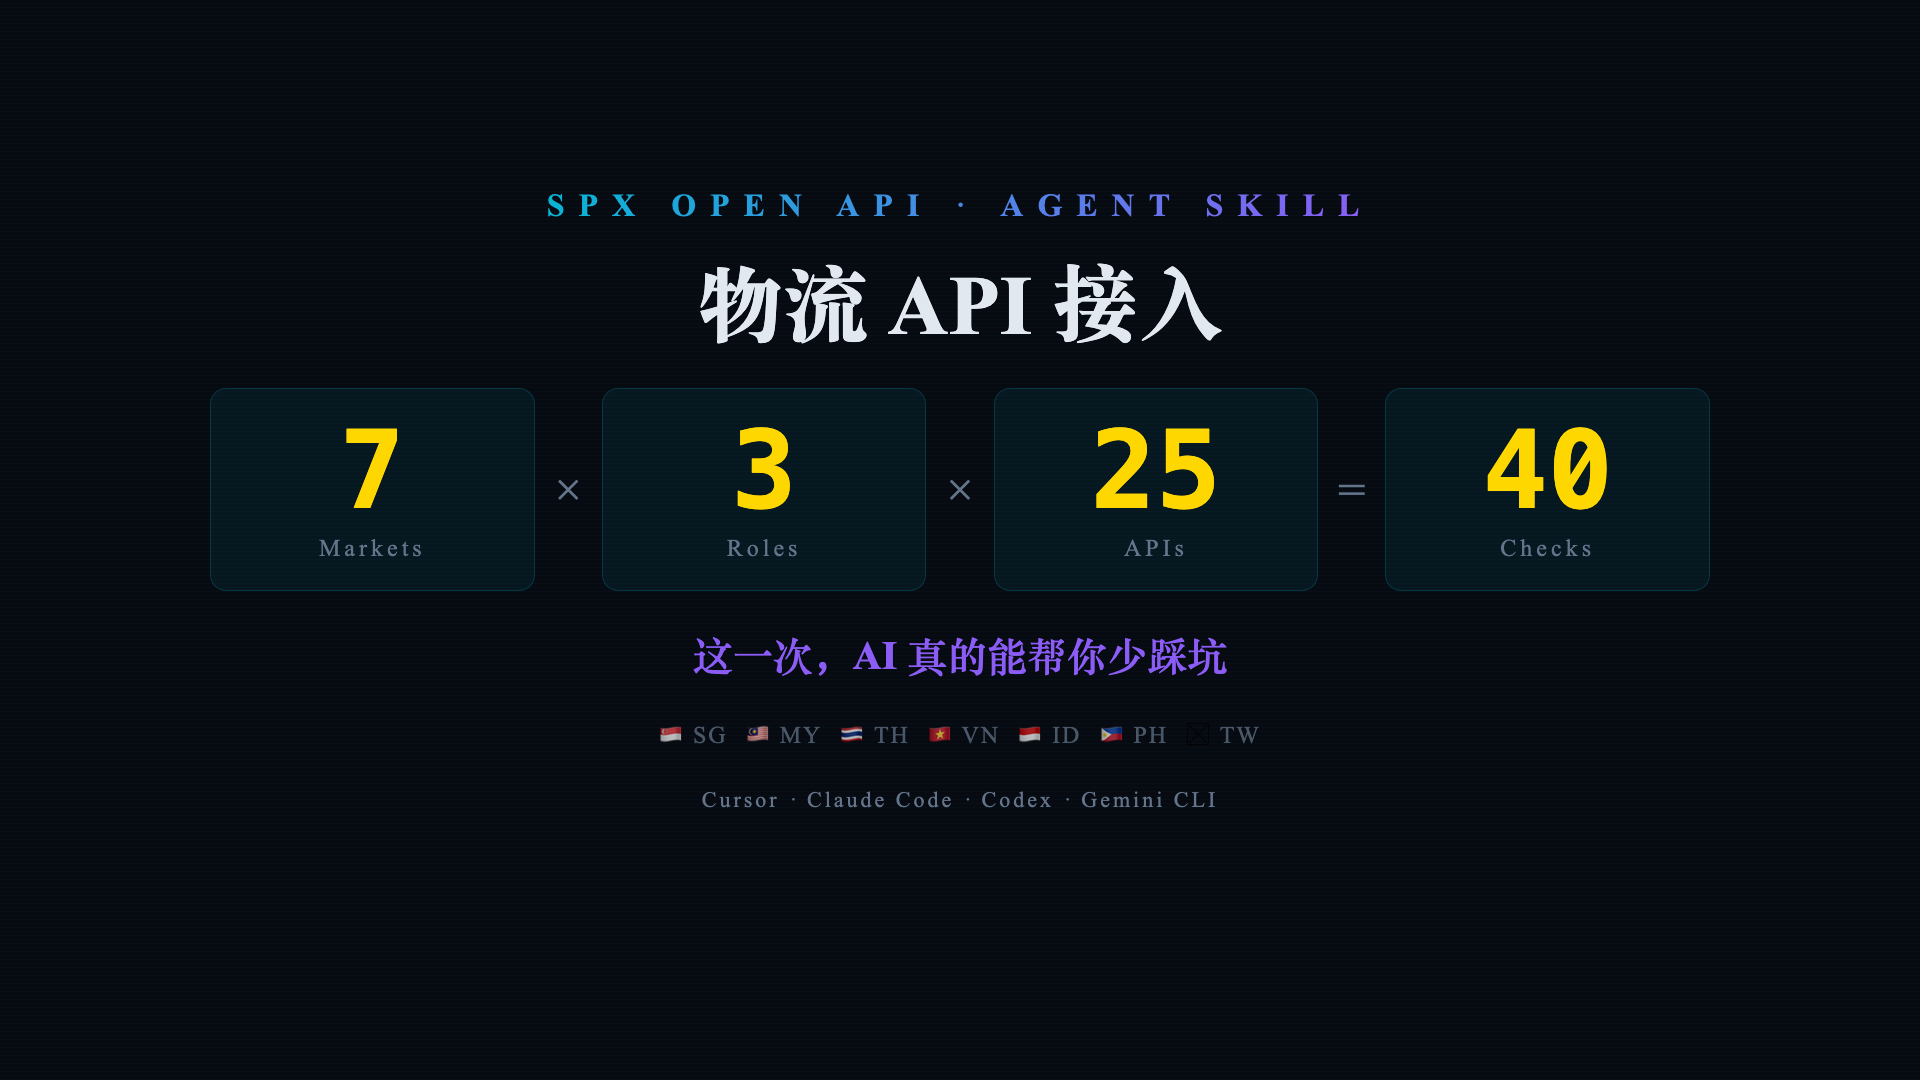 SPX OPEN API · AGENT SKILL
物流 API 接入
7 × 3 × 25 = 40
Markets Roles APIs Checks
这一次，AI 真的能帮你少踩坑
🇸🇬 SG 🇲🇾 MY 🇹🇭 TH 🇻🇳 VN 🇮🇩 ID 🇵🇭 PH TW
Cursor · Claude Code · Codex · Gemini CLI